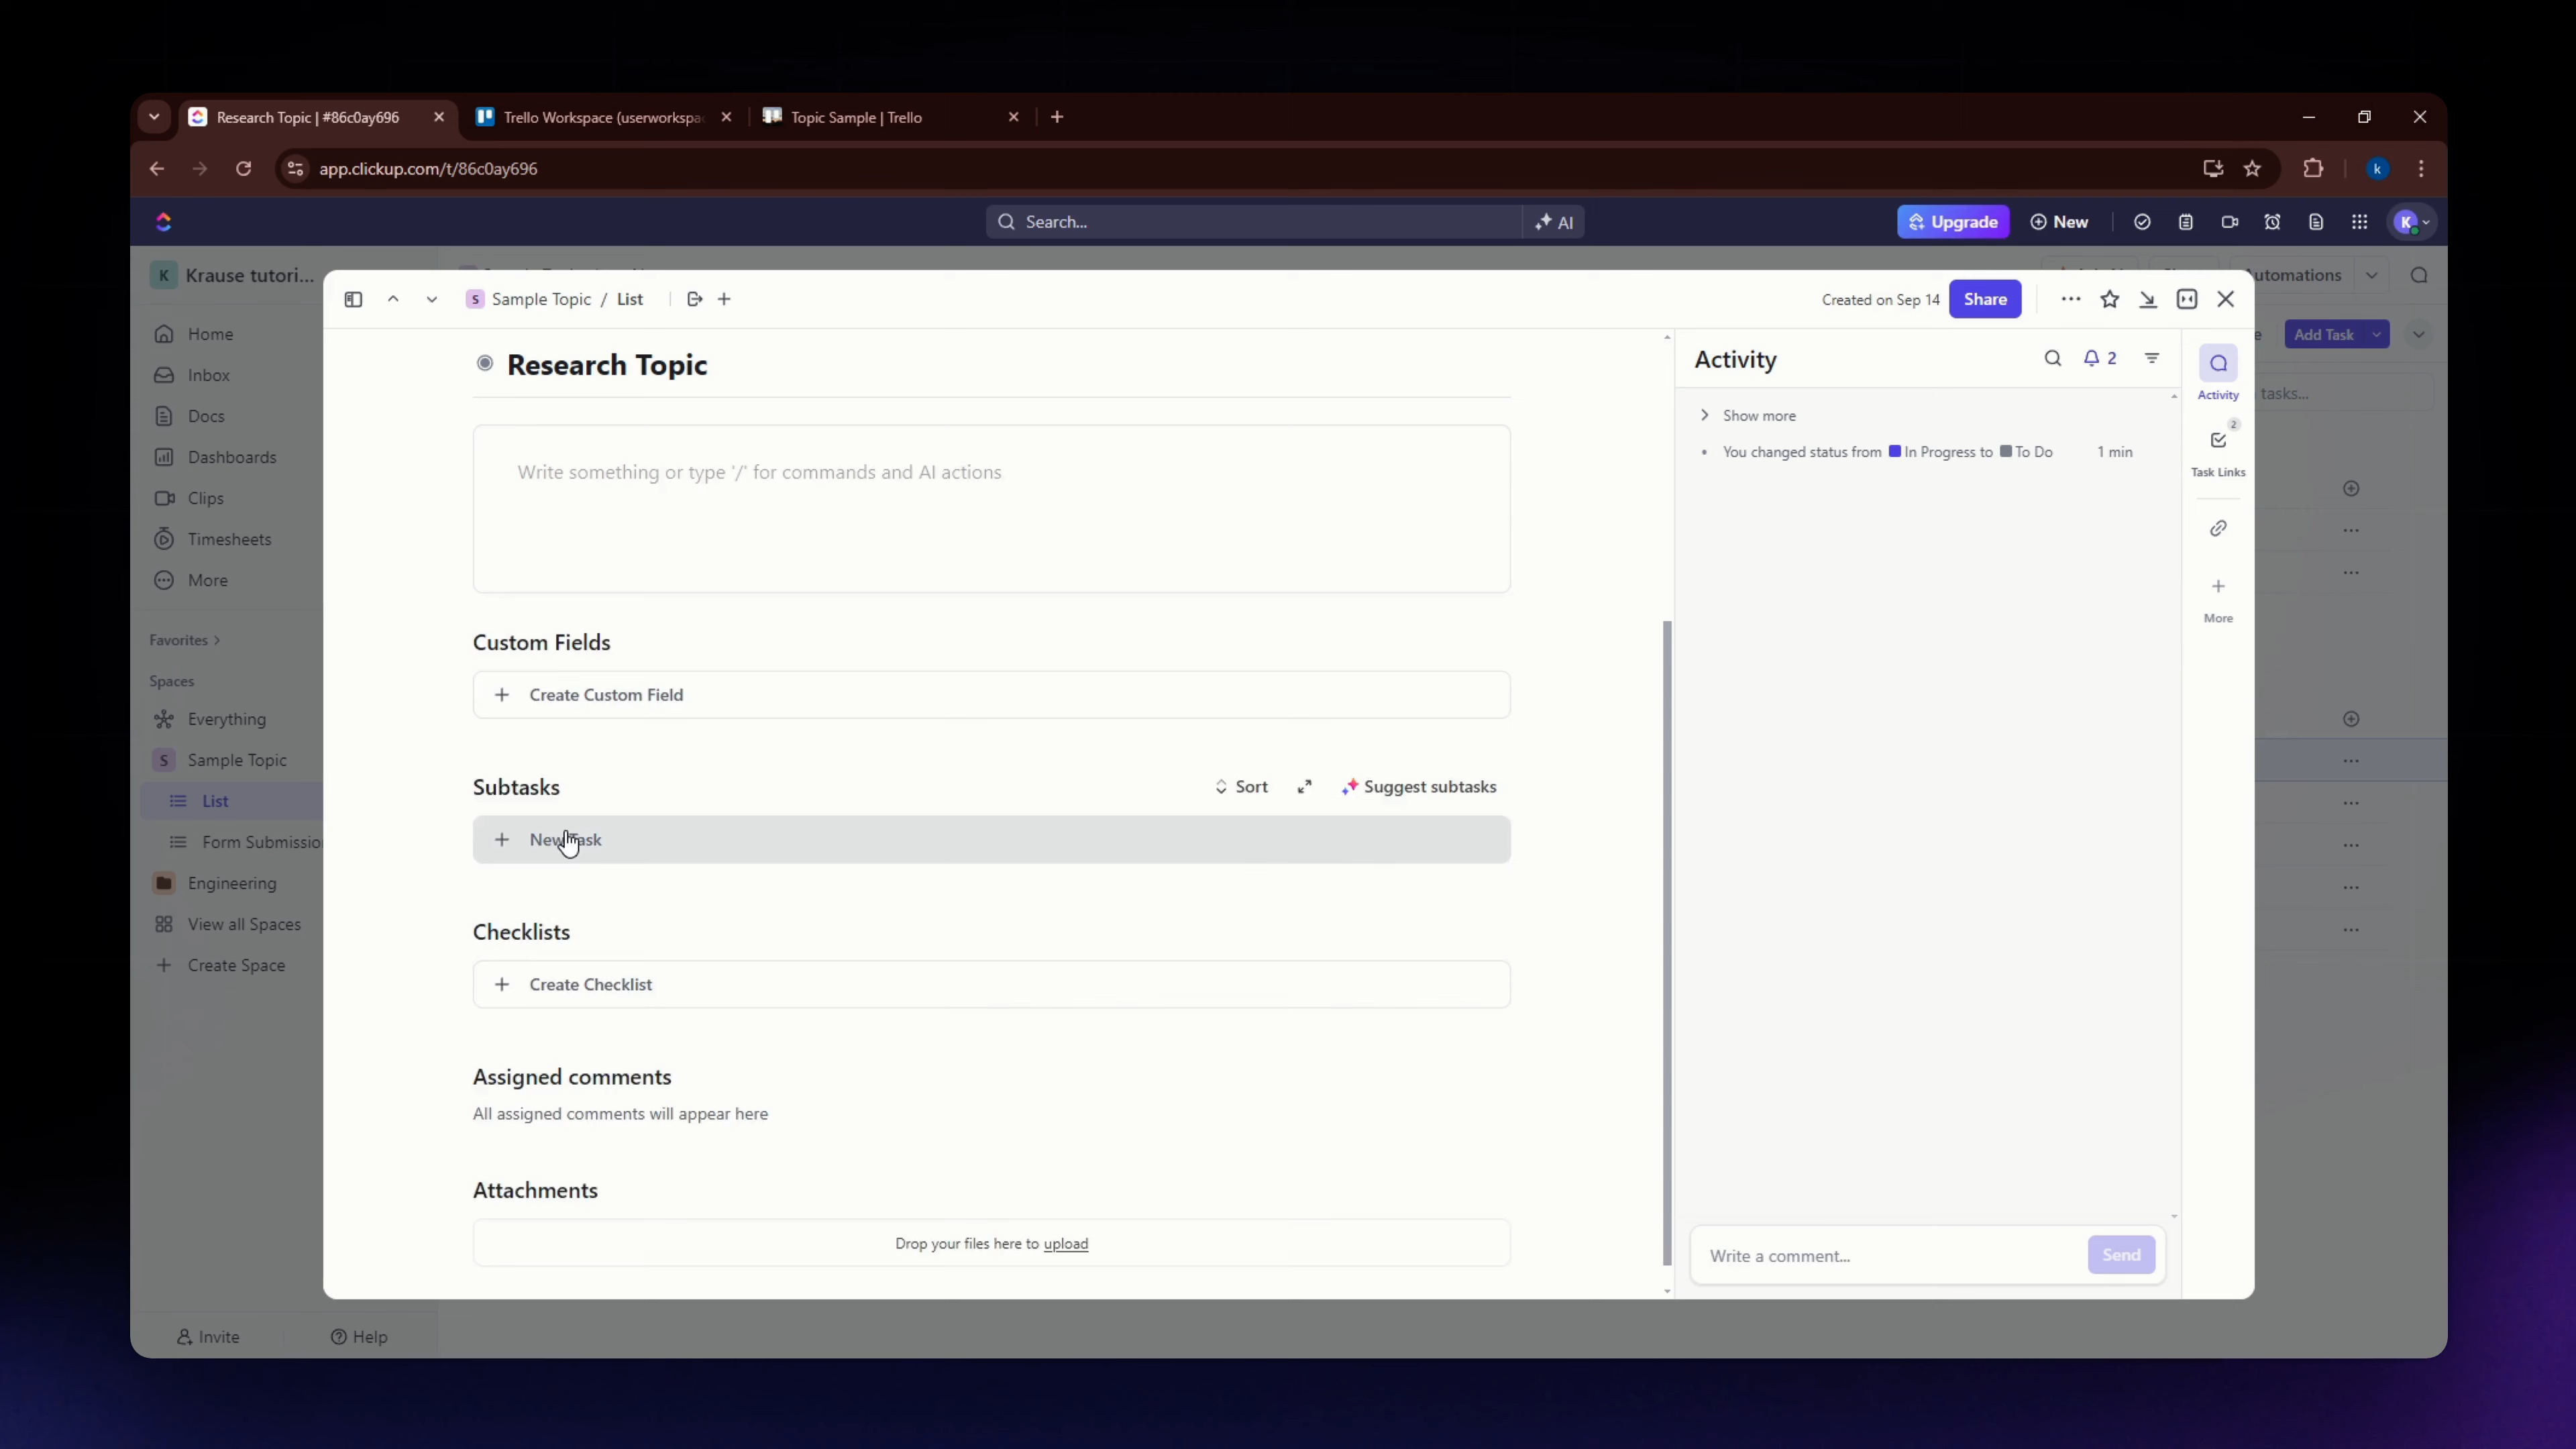 Research Topic | #86c0ay696
Trello Workspace (userworkspa
Topic Sample | Trello
app.clickup.com/t/86c0ay696
k
Search...
AI
Upgrade
New
K
K Krause tutori...
Automations
Home
Inbox
Docs
Dashboards
Clips
Timesheets
More
Favorites
Spaces
Everything
S Sample Topic
List
Form Submissio
Engineering
View all Spaces
Create Space
Invite
Help
S Sample Topic / List
Created on Sep 14
Share
Research Topic
Write something or type '/' for commands and AI actions
Custom Fields
Create Custom Field
Subtasks
Sort
Suggest subtasks
New Task
Checklists
Create Checklist
Assigned comments
All assigned comments will appear here
Attachments
Drop your files here to upload
Activity
2
Show more
You changed status from In Progress to To Do 1 min
Write a comment...
Send
Activity
2
Task Links
More
Add Task
tasks...